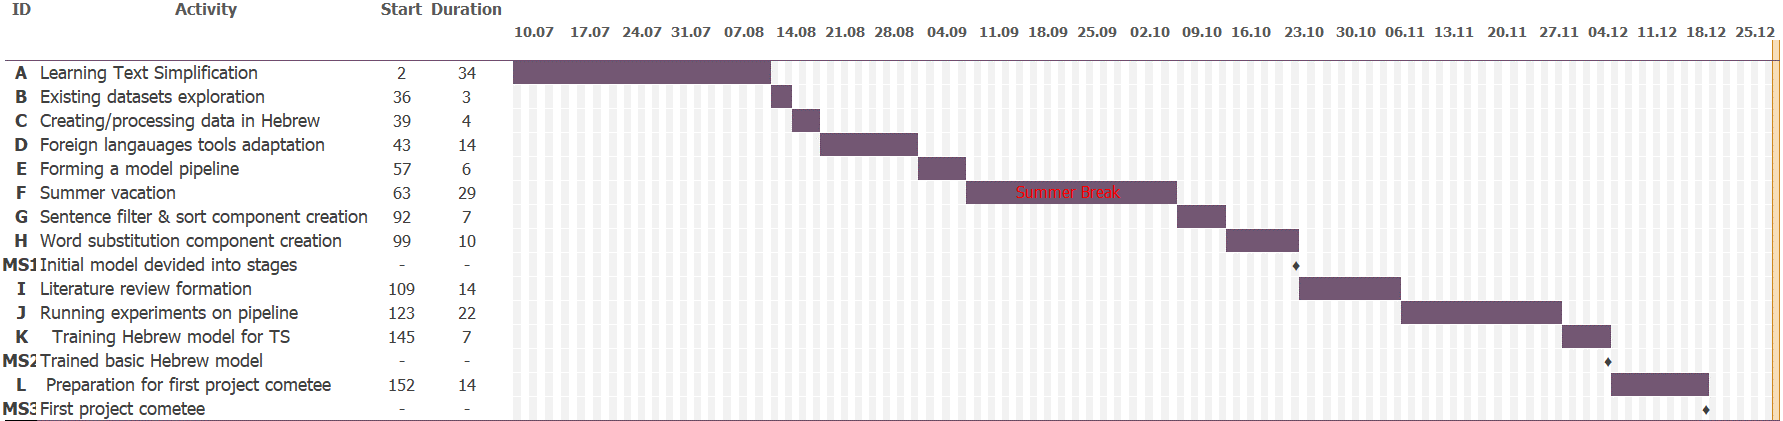 ID Activity Start Duration
10.07 17.07 24.07 31.07 07.08 14.08 21.08 28.08 04.09 11.09 18.09 25.09 02.10 09.10 16.10 23.10 30.10 06.11 13.11 20.11 27.11 04.12 11.12 18.12 25.12
A Learning Text Simplification 2 34
B Existing datasets exploration 36 3
C Creating/processing data in Hebrew 39 4
D Foreign langauages tools adaptation 43 14
E Forming a model pipeline 57 6
F Summer vacation 63 29 Summer Break
G Sentence filter & sort component creation 92 7
H Word substitution component creation 99 10
MS1 Initial model devided into stages - -
I Literature review formation 109 14
J Running experiments on pipeline 123 22
K Training Hebrew model for TS 145 7
MS2 Trained basic Hebrew model - -
L Preparation for first project cometee 152 14
MS3 First project cometee - -